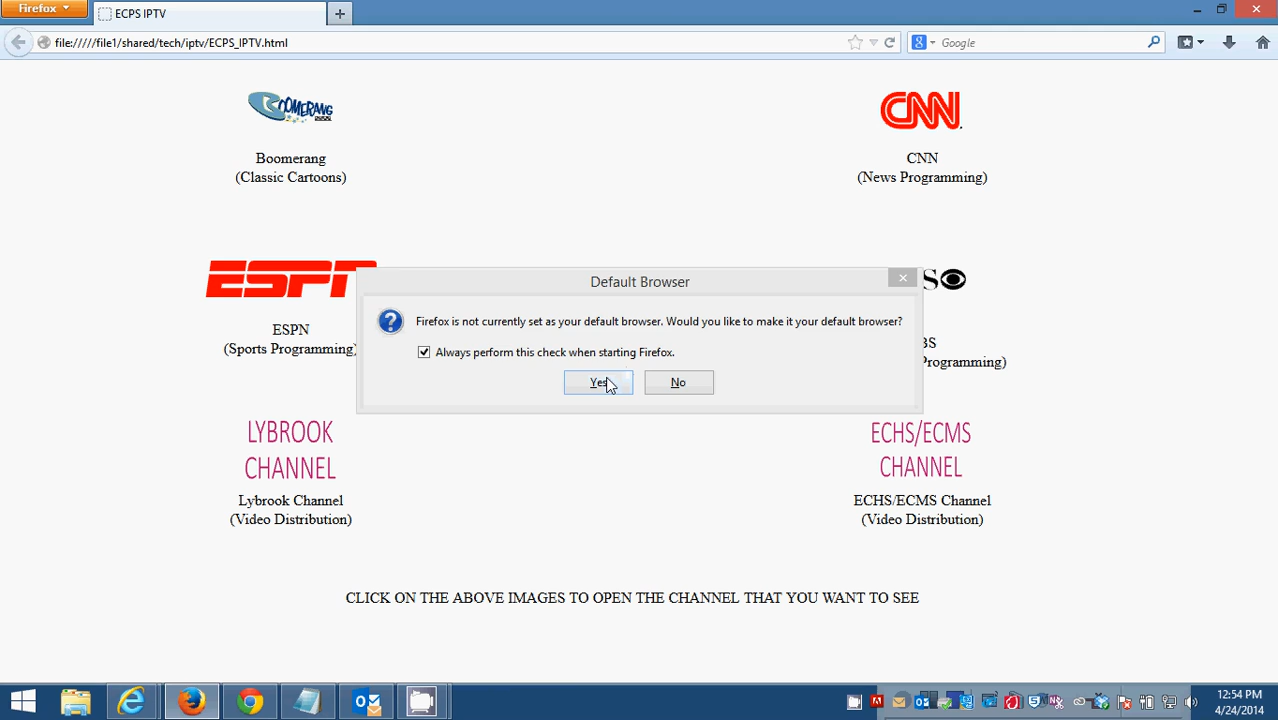 Firefox
ECPS IPTV
file://///file1/shared/tech/iptv/ECPS_IPTV.html
Google
BOOMERANG
CNN
Boomerang
(Classic Cartoons)
CNN
(News Programming)
ESPN
S
Default Browser
Firefox is not currently set as your default browser. Would you like to make it your default browser?
Always perform this check when starting Firefox.
Yes
No
ESPN
(Sports Programming)
BS
Programming)
LYBROOK
CHANNEL
ECHS/ECMS
CHANNEL
Lybrook Channel
(Video Distribution)
ECHS/ECMS Channel
(Video Distribution)
CLICK ON THE ABOVE IMAGES TO OPEN THE CHANNEL THAT YOU WANT TO SEE
12:54 PM
4/24/2014